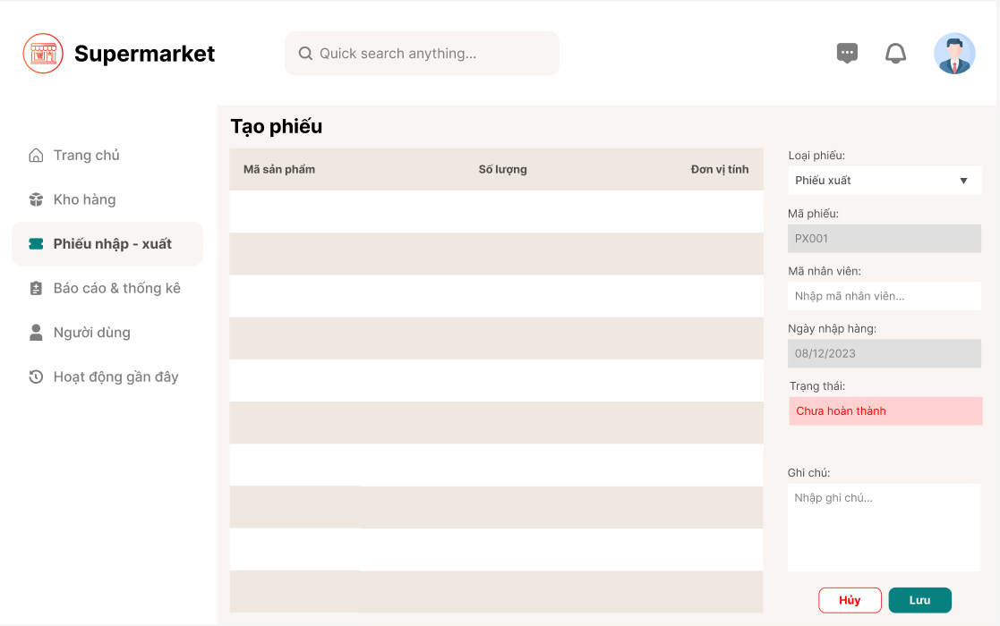 Supermarket
Quick search anything...
Trang chủ
Kho hàng
Phiếu nhập - xuất
Báo cáo & thống kê
Người dùng
Hoạt động gần đây
Tạo phiếu
Mã sản phẩm Số lượng Đơn vị tính
Loại phiếu:
Phiếu xuất
Mã phiếu:
PX001
Mã nhân viên:
Nhập mã nhân viên...
Ngày nhập hàng:
08/12/2023
Trạng thái:
Chưa hoàn thành
Ghi chú:
Nhập ghi chú...
Hủy Lưu